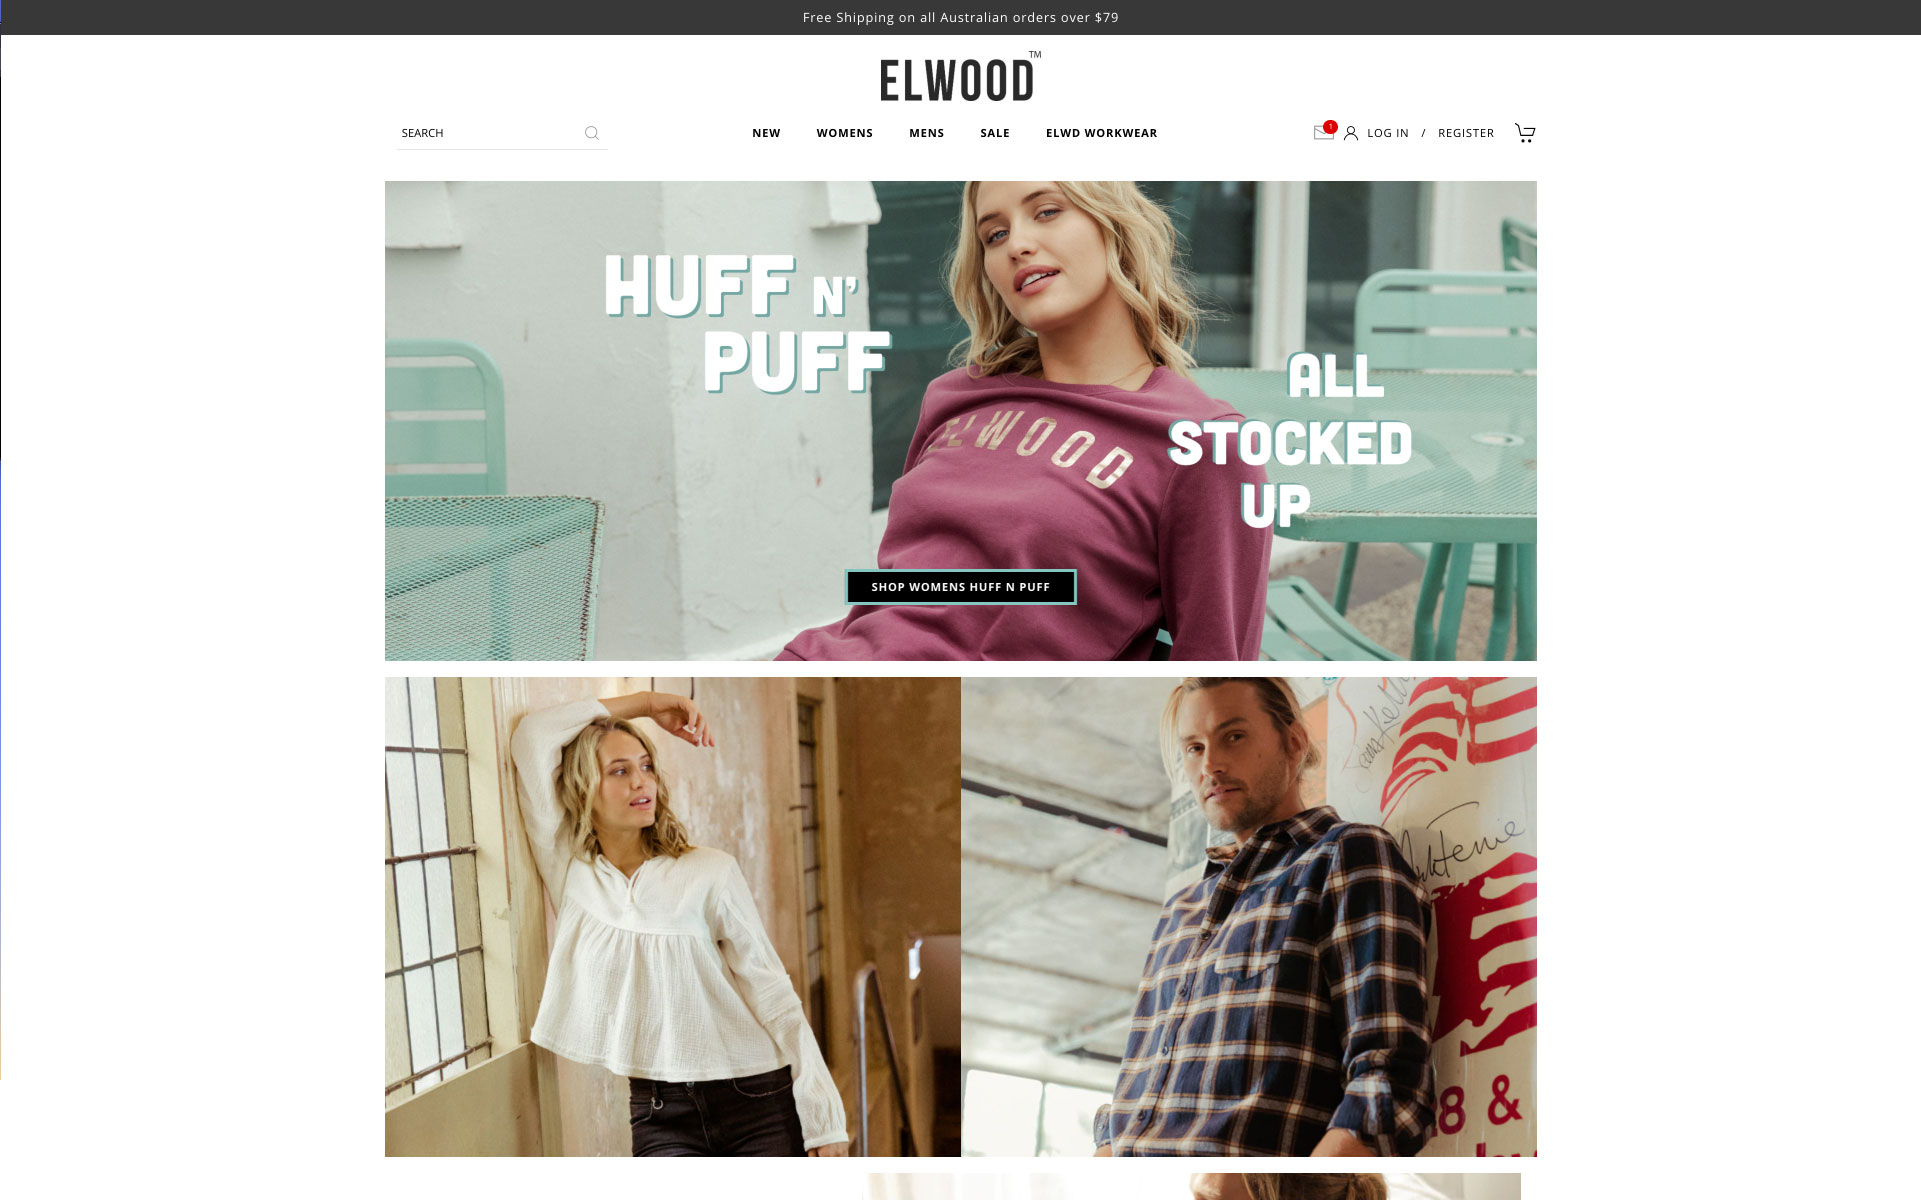 Free Shipping on all Australian orders over $79
ELWOOD™
SEARCH
NEW WOMENS MENS SALE ELWD WORKWEAR
1
LOG IN / REGISTER
HUFF N'
PUFF
ELWOOD
ALL
STOCKED
UP
SHOP WOMENS HUFF N PUFF
8 &